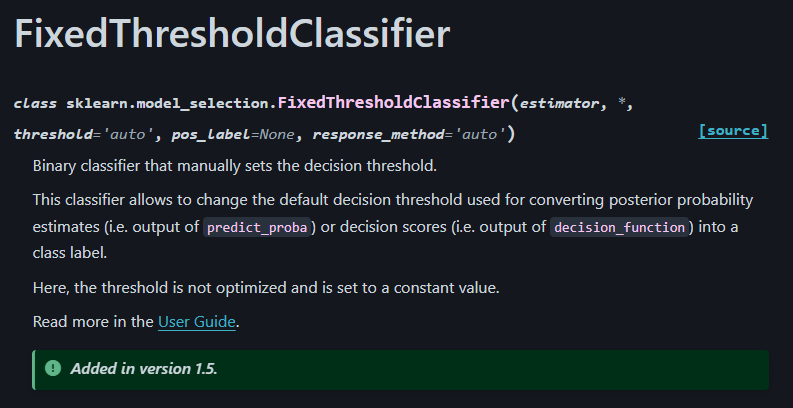 FixedThresholdClassifier
class sklearn.model_selection.FixedThresholdClassifier(estimator, *,
threshold='auto', pos_label=None, response_method='auto')
[source]
Binary classifier that manually sets the decision threshold.
This classifier allows to change the default decision threshold used for converting posterior probability
estimates (i.e. output of predict_proba) or decision scores (i.e. output of decision_function) into a
class label.
Here, the threshold is not optimized and is set to a constant value.
Read more in the User Guide.
Added in version 1.5.